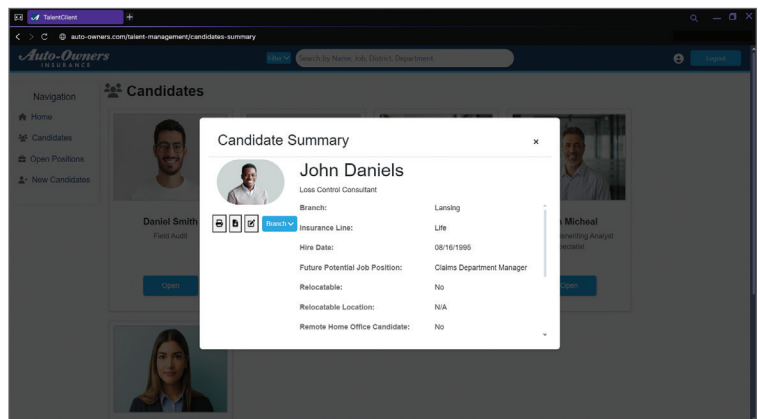 TalentClient
auto-owners.com/talent-management/candidates-summary
Auto-Owners
INSURANCE
Filter
Search by Name, Job, District, Department
Logout
Navigation
Home
Candidates
Open Positions
New Candidates
Candidates
Daniel Smith
Field Audit
Open
Candidate Summary
×
John Daniels
Loss Control Consultant
Branch
Branch: Lansing
Insurance Line: Life
Hire Date: 08/16/1995
Future Potential Job Position: Claims Department Manager
Relocatable: No
Relocatable Location: N/A
Remote Home Office Candidate: No
Micheal
Analyst
Open